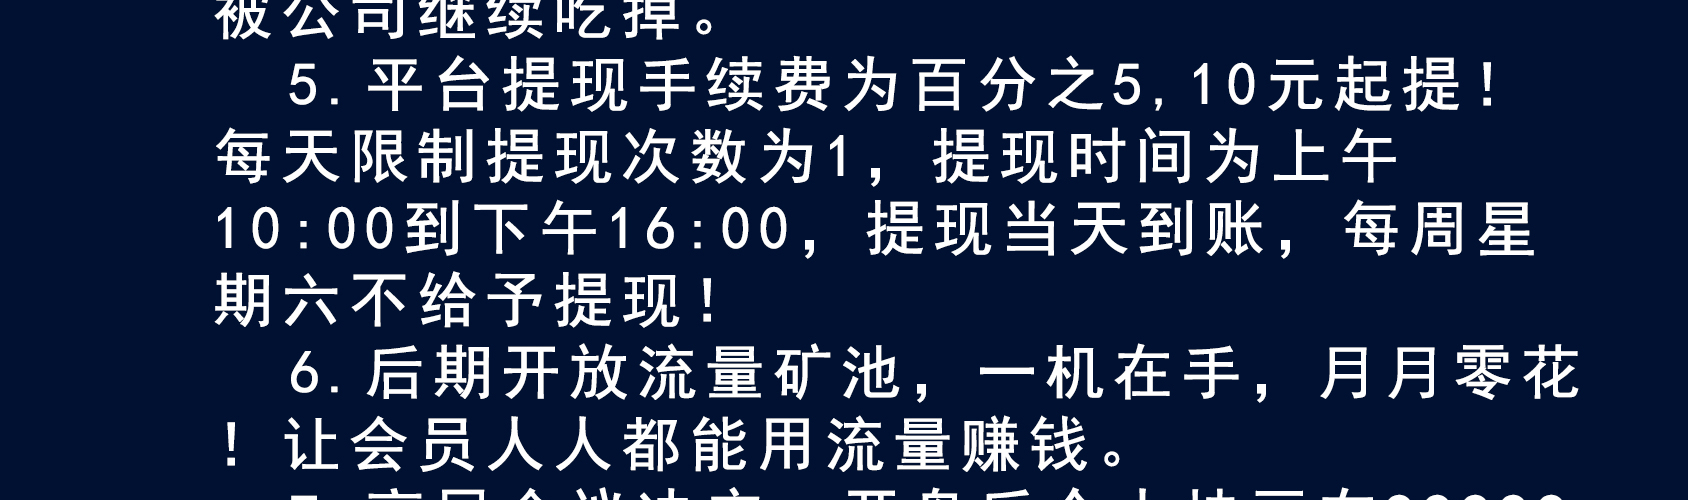 被公司继续吃掉。
5.平台提现手续费为百分之5,10元起提！
每天限制提现次数为1，提现时间为上午
10:00到下午16:00，提现当天到账，每周星
期六不给予提现！
6.后期开放流量矿池，一机在手，月月零花
！让会员人人都能用流量赚钱。